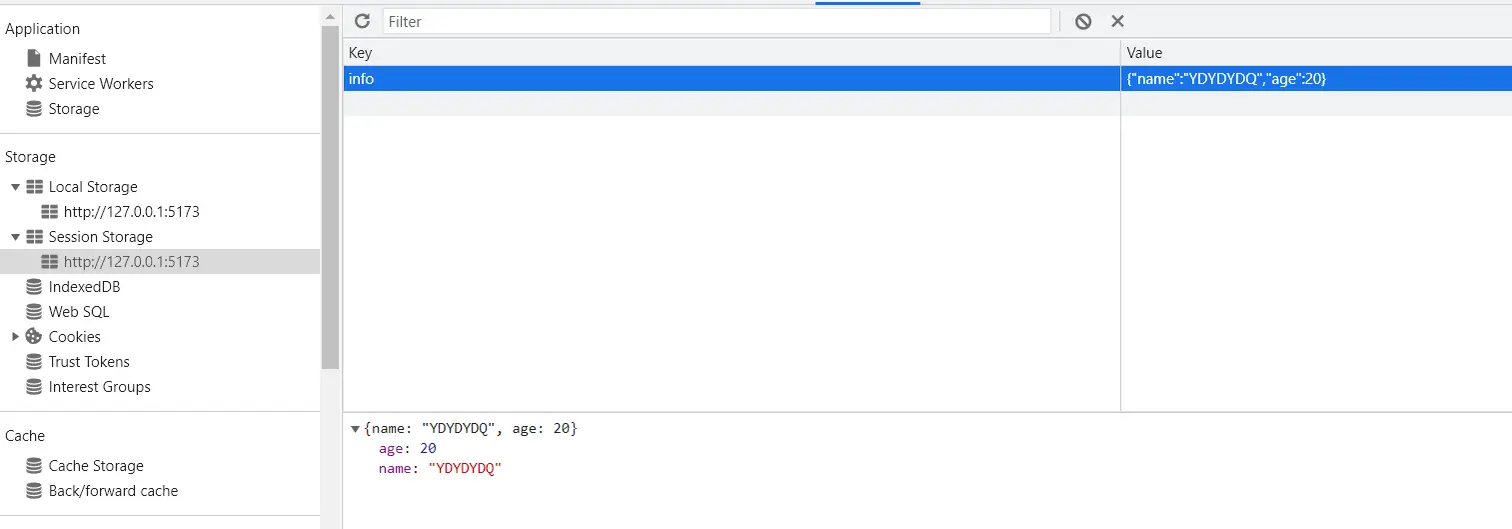 Application
Manifest
Service Workers
Storage
Storage
Local Storage
http://127.0.0.1:5173
Session Storage
http://127.0.0.1:5173
IndexedDB
Web SQL
Cookies
Trust Tokens
Interest Groups
Cache
Cache Storage
Back/forward cache
Filter
Key Value
info {"name":"YDYDYDQ","age":20}
{name: "YDYDYDQ", age: 20}
age: 20
name: "YDYDYDQ"